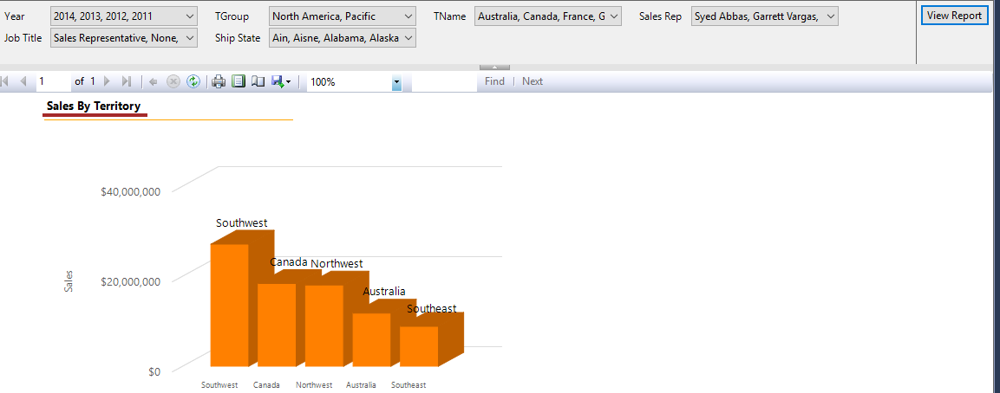 Year 2014, 2013, 2012, 2011 TGroup North America, Pacific TName Australia, Canada, France, G Sales Rep Syed Abbas, Garrett Vargas, View Report
Job Title Sales Representative, None, Ship State Ain, Aisne, Alabama, Alaska
1 of 1 100% Find | Next
Sales By Territory
$40,000,000
Southwest
Canada Northwest
$20,000,000
Sales
Australia
Southeast
$0
Southwest Canada Northwest Australia Southeast